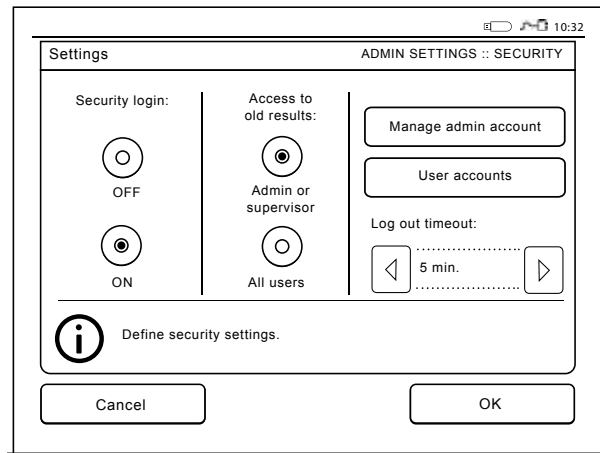 10:32
Settings
ADMIN SETTINGS :: SECURITY
Security login:
OFF
ON
Access to
old results:
Admin or
supervisor
All users
Manage admin account
User accounts
Log out timeout:
5 min.
i
Define security settings.
Cancel
OK